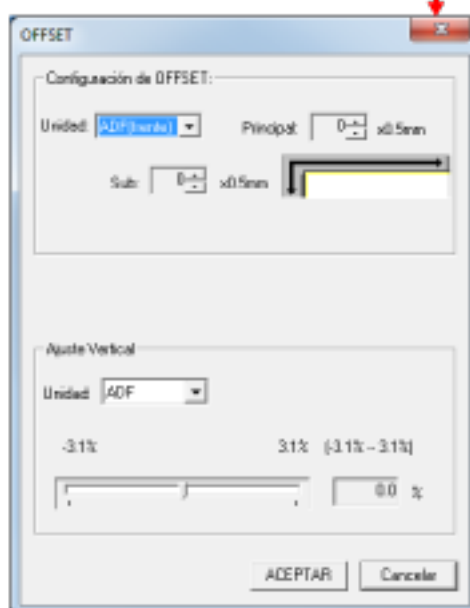 OFFSET
Configuración de OFFSET:
Unidad: ADF(frente) Principal: 0 x0.5mm
Sub: 0 x0.5mm
Ajuste Vertical
Unidad: ADF
-3.1% 3.1% (-3.1% -- 3.1%)
0.0 %
ACEPTAR Cancelar